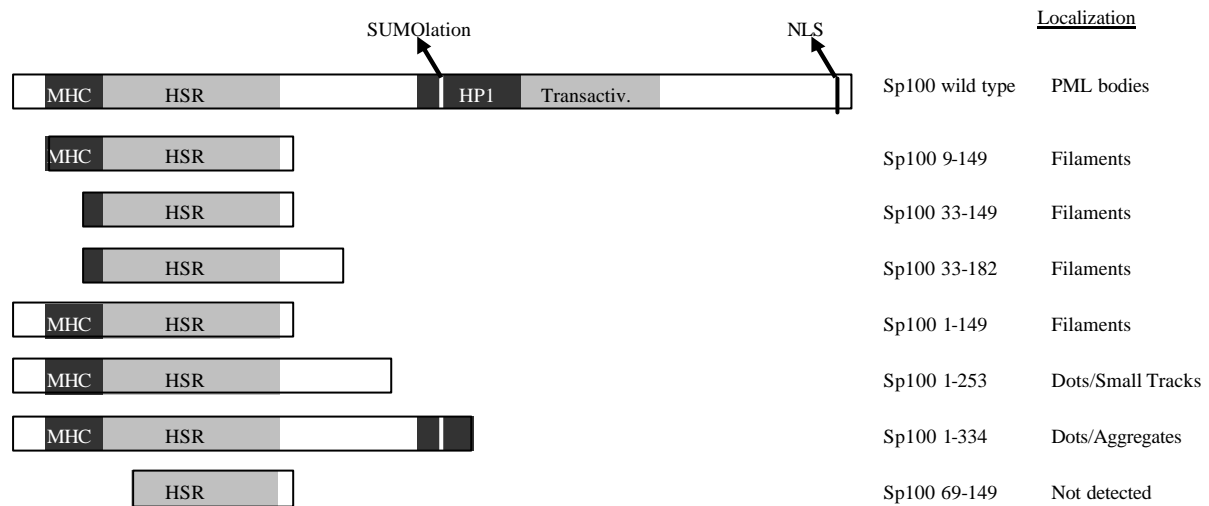 Localization
SUMOlation NLS
MHC HSR HP1 Transactiv. Sp100 wild type PML bodies
MHC HSR Sp100 9-149 Filaments
HSR Sp100 33-149 Filaments
HSR Sp100 33-182 Filaments
MHC HSR Sp100 1-149 Filaments
MHC HSR Sp100 1-253 Dots/Small Tracks
MHC HSR Sp100 1-334 Dots/Aggregates
HSR Sp100 69-149 Not detected